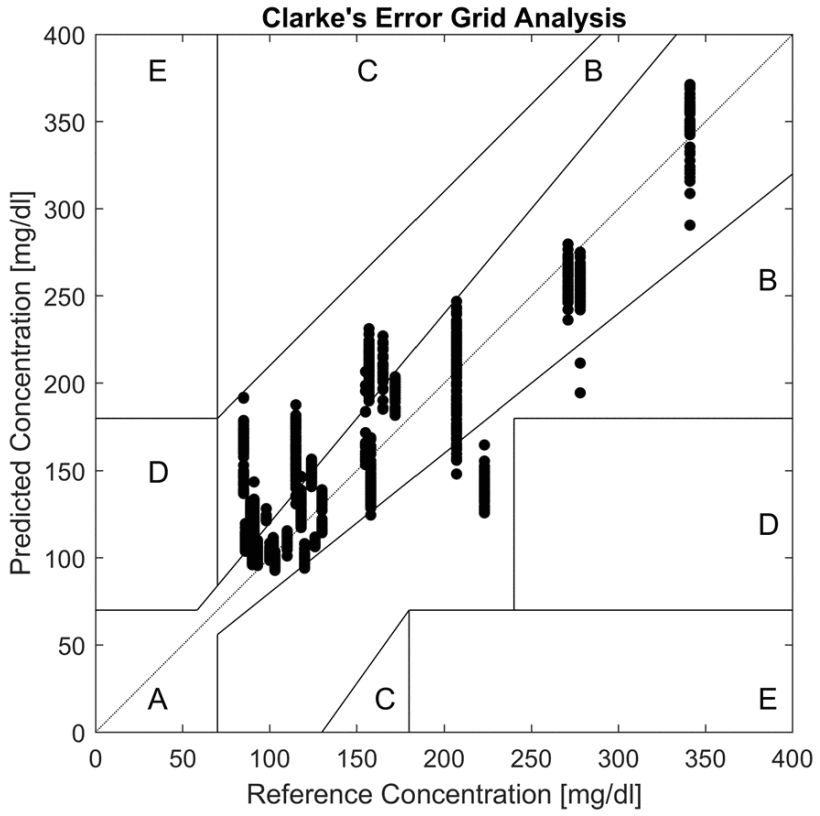 Clarke's Error Grid Analysis
400
350
300
250
200
150
100
50
0
Predicted Concentration [mg/dl]
E
C
B
B
D
D
A
C
E
0 50 100 150 200 250 300 350 400
Reference Concentration [mg/dl]